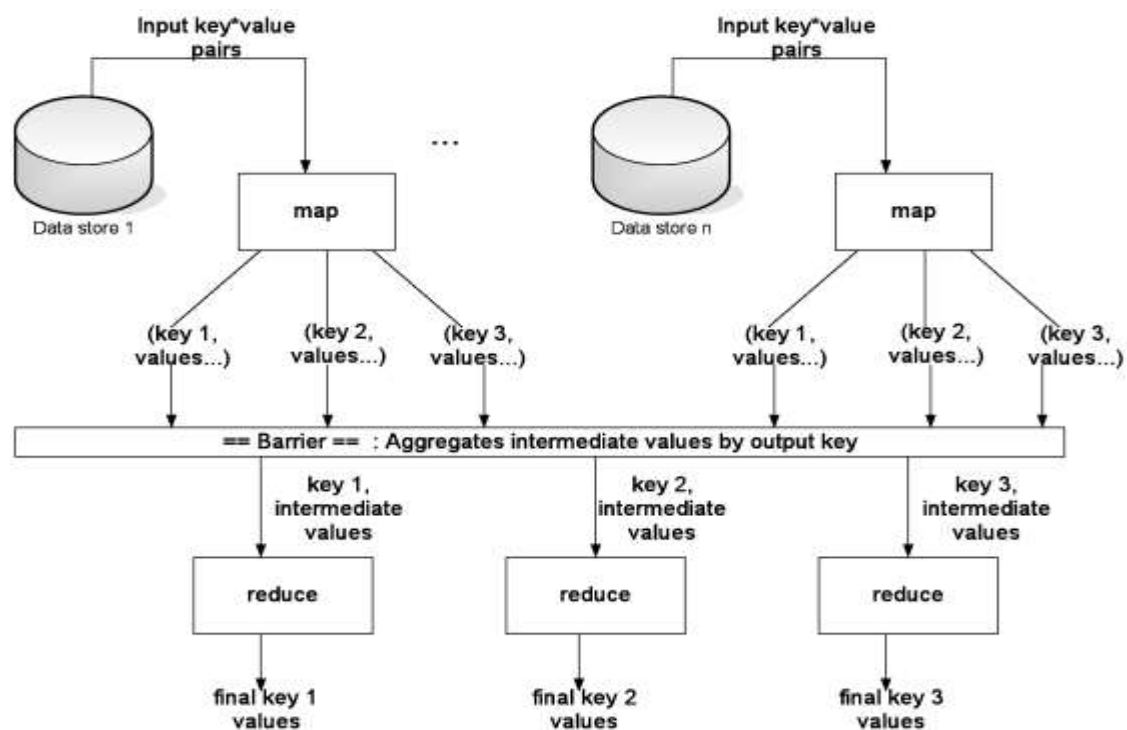 Input key*value
pairs
Input key*value
pairs
...
map
map
Data store 1
Data store n
(key 1,
values...)
(key 2,
values...)
(key 3,
values...)
(key 1,
values...)
(key 2,
values...)
(key 3,
values...)
== Barrier == : Aggregates intermediate values by output key
key 1,
intermediate
values
key 2,
intermediate
values
key 3,
intermediate
values
reduce
reduce
reduce
final key 1
values
final key 2
values
final key 3
values